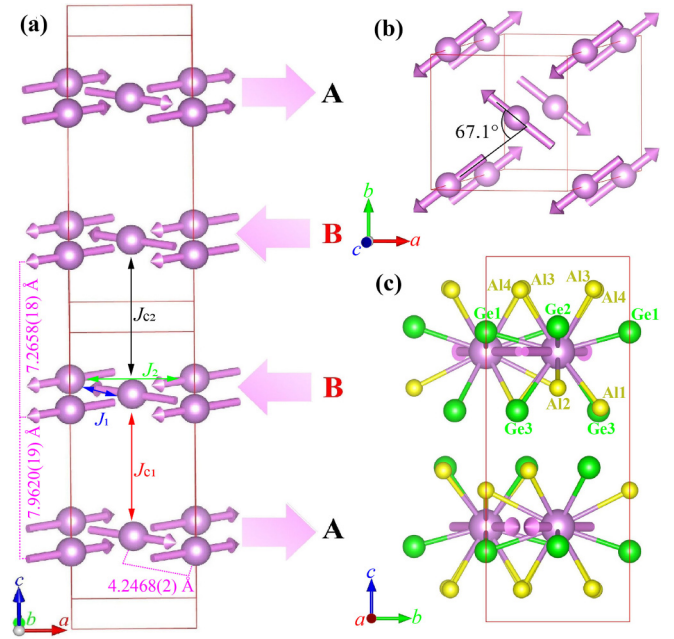 (a)
A
B
J_c2
7.2658(18) Å
J_2
J_1
B
7.9620(19) Å
J_c1
A
4.2468(2) Å
c
b
a
(b)
67.1°
b
c
a
(c)
Al4 Al3 Al3 Al4
Ge1 Ge2 Ge1
Al2 Al1
Ge3 Ge3
c
a
b